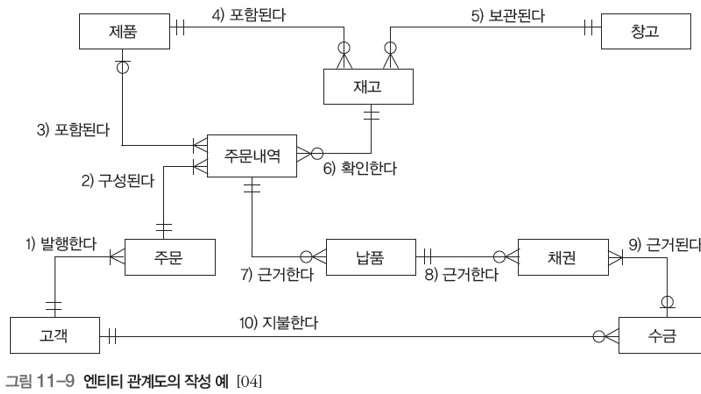 4) 포함된다
5) 보관된다
제품
창고
재고
3) 포함된다
주문내역
6) 확인한다
2) 구성된다
1) 발행한다
9) 근거된다
주문
납품
채권
7) 근거한다
8) 근거한다
10) 지불한다
고객
수금
그림 11-9 엔티티 관계도의 작성 예 [04]